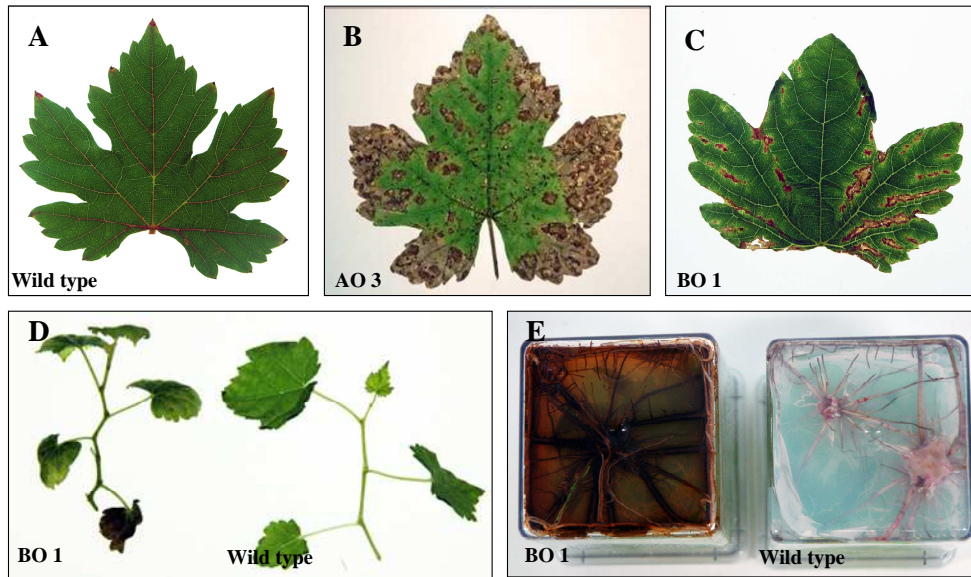 A
Wild type
B
AO 3
C
BO 1
D
BO 1
Wild type
E
BO 1
Wild type